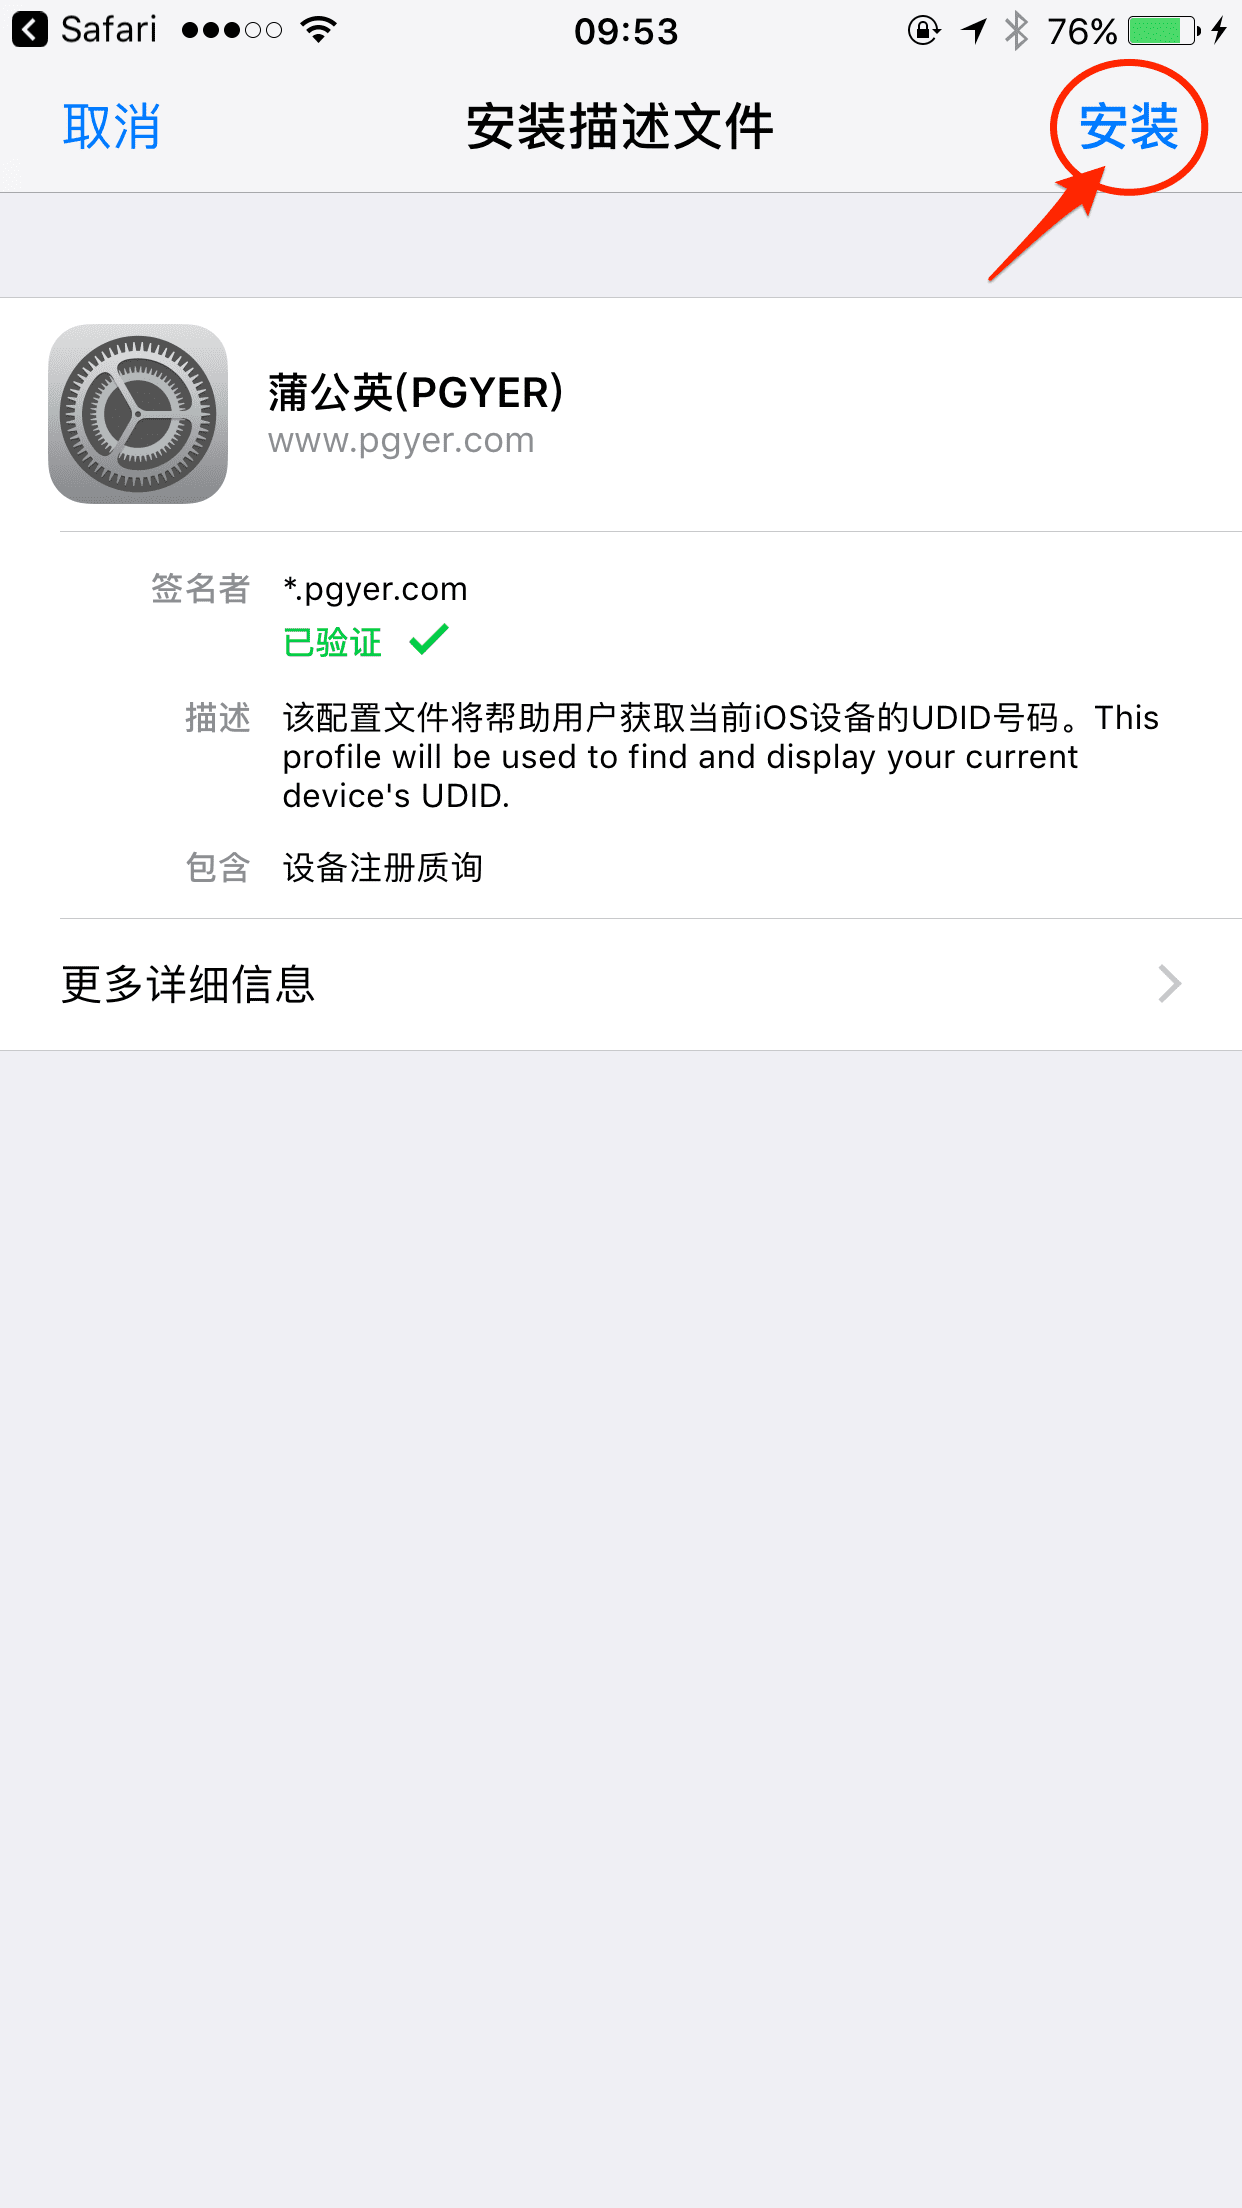 Safari 09:53 76%
取消 安装描述文件 安装
蒲公英(PGYER)
www.pgyer.com
签名者 *.pgyer.com
已验证
描述 该配置文件将帮助用户获取当前iOS设备的UDID号码。This
profile will be used to find and display your current
device's UDID.
包含 设备注册质询
更多详细信息